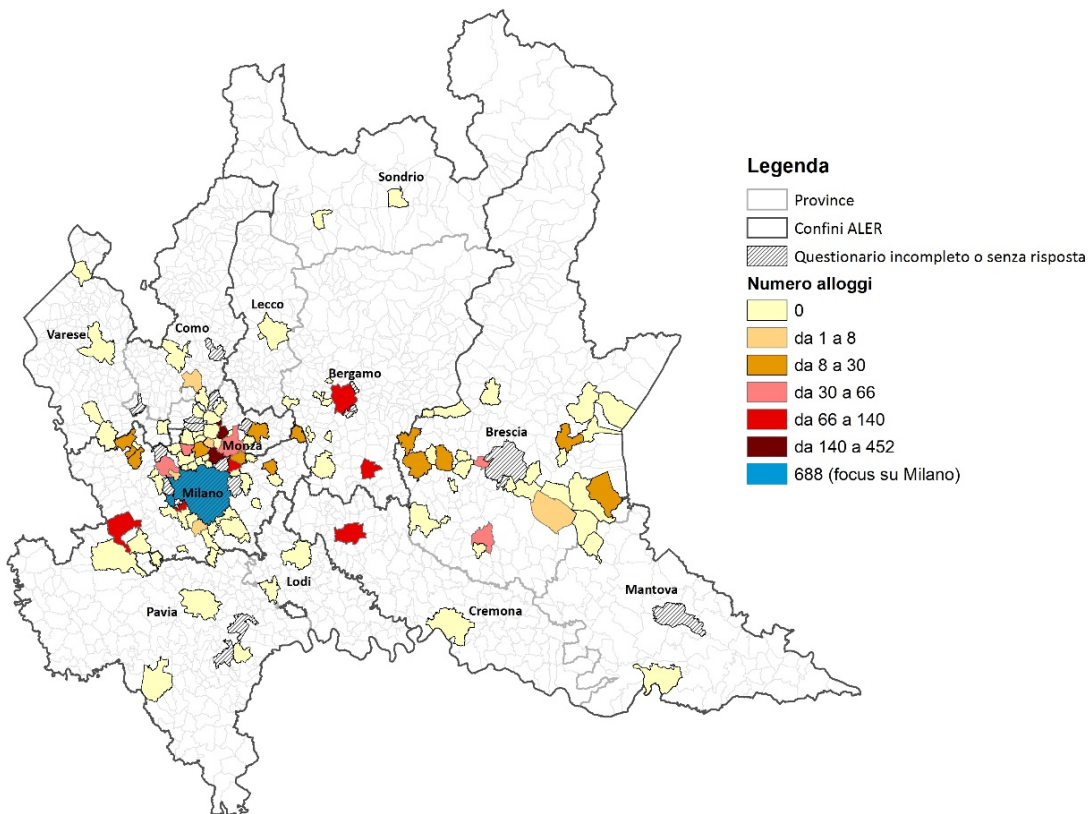 Sondrio
Lecco
Como
Varese
Bergamo
Brescia
Monza
Milano
Lodi
Pavia
Cremona
Mantova
Legenda
Province
Confini ALER
Questionario incompleto o senza risposta
Numero alloggi
0
da 1 a 8
da 8 a 30
da 30 a 66
da 66 a 140
da 140 a 452
688 (focus su Milano)